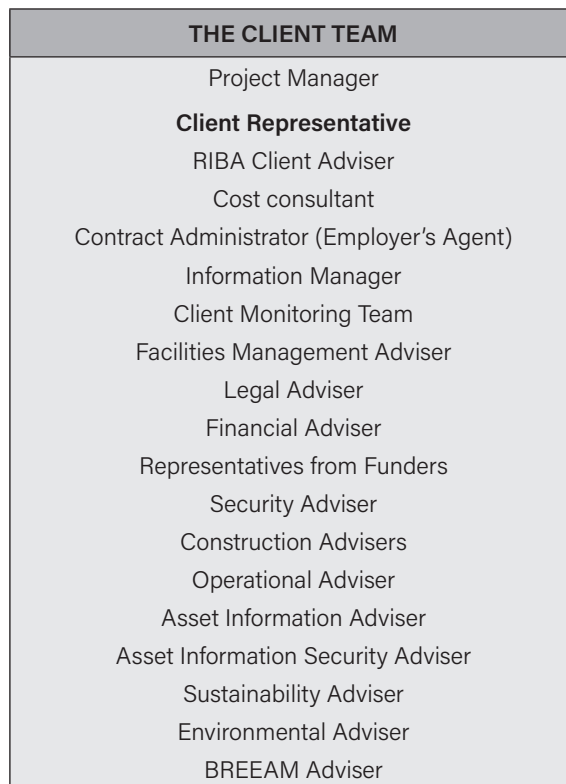 THE CLIENT TEAM
Project Manager
Client Representative
RIBA Client Adviser
Cost consultant
Contract Administrator (Employer's Agent)
Information Manager
Client Monitoring Team
Facilities Management Adviser
Legal Adviser
Financial Adviser
Representatives from Funders
Security Adviser
Construction Advisers
Operational Adviser
Asset Information Adviser
Asset Information Security Adviser
Sustainability Adviser
Environmental Adviser
BREEAM Adviser